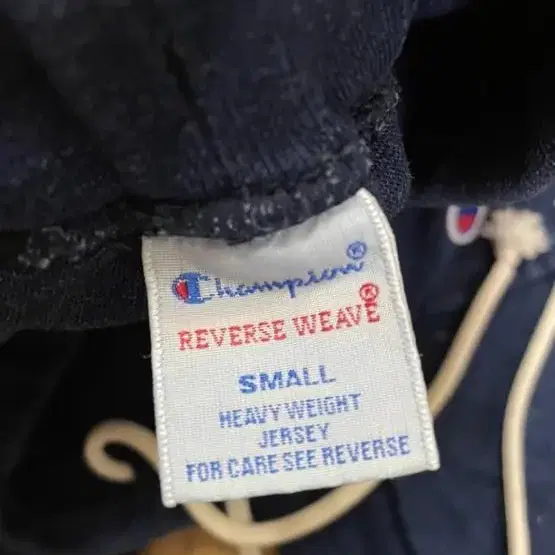 Champion®
REVERSE WEAVE®
SMALL
HEAVY WEIGHT
JERSEY
FOR CARE SEE REVERSE